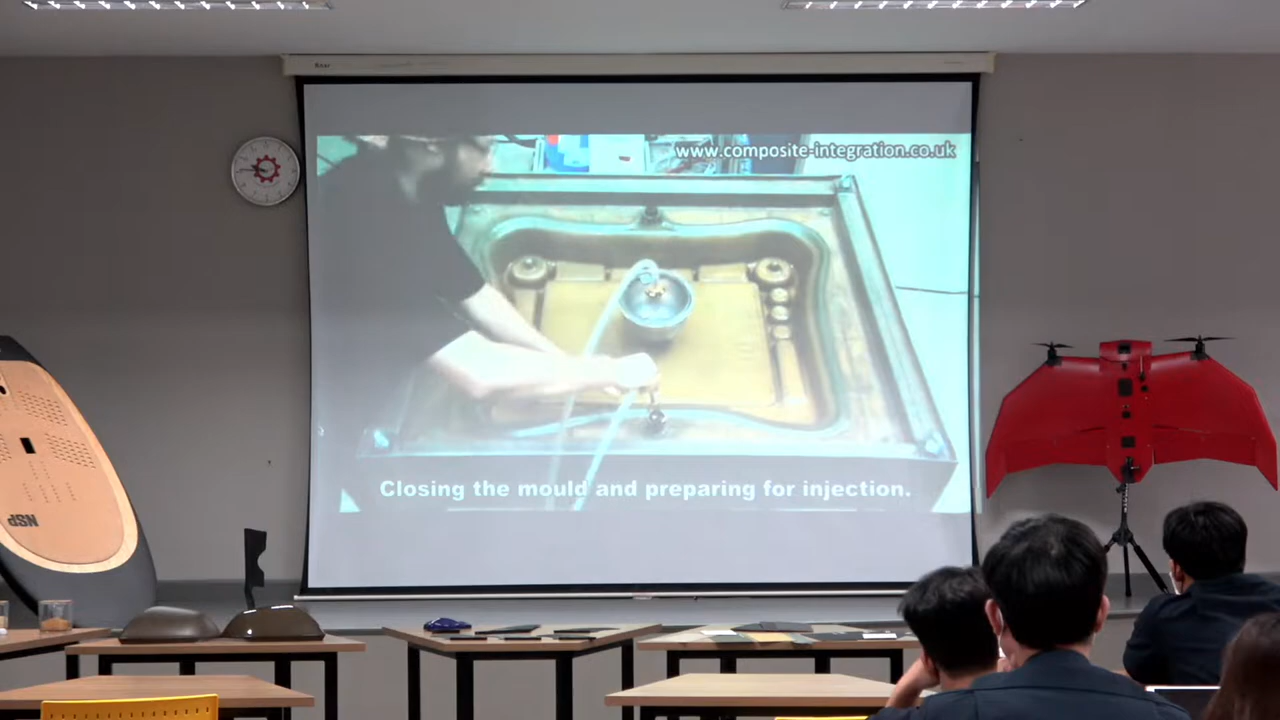 www.composite-integration.co.uk
Closing the mould and preparing for injection.
NSP